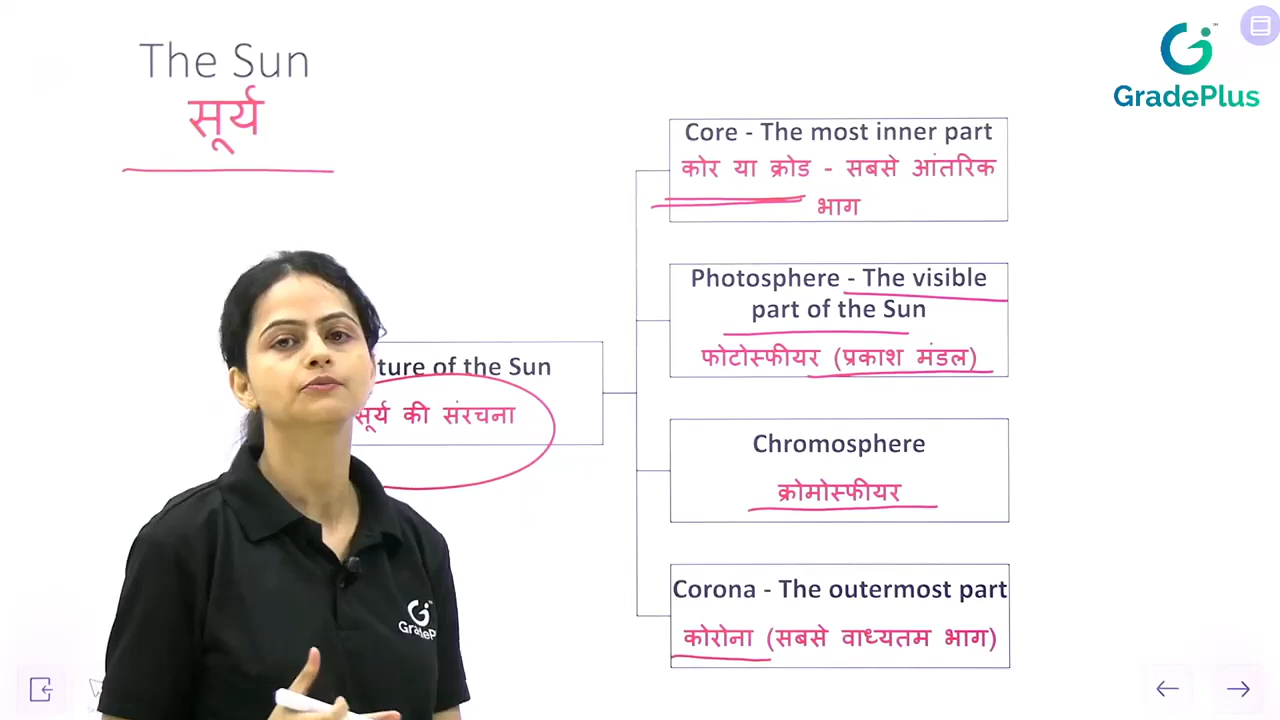 The Sun
सूर्य
GradePlus
Core - The most inner part
कोर या क्रोड - सबसे आंतरिक
भाग
Photosphere - The visible
part of the Sun
फोटोस्फीयर (प्रकाश मंडल)
ture of the Sun
सूर्य की संरचना
Chromosphere
क्रोमोस्फीयर
Corona - The outermost part
कोरोना (सबसे वाध्यतम भाग)
GradePl